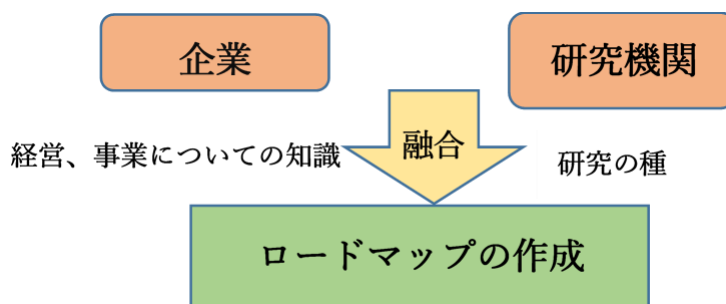 企業
研究機関
経営、事業についての知識
融合
研究の種
ロードマップの作成